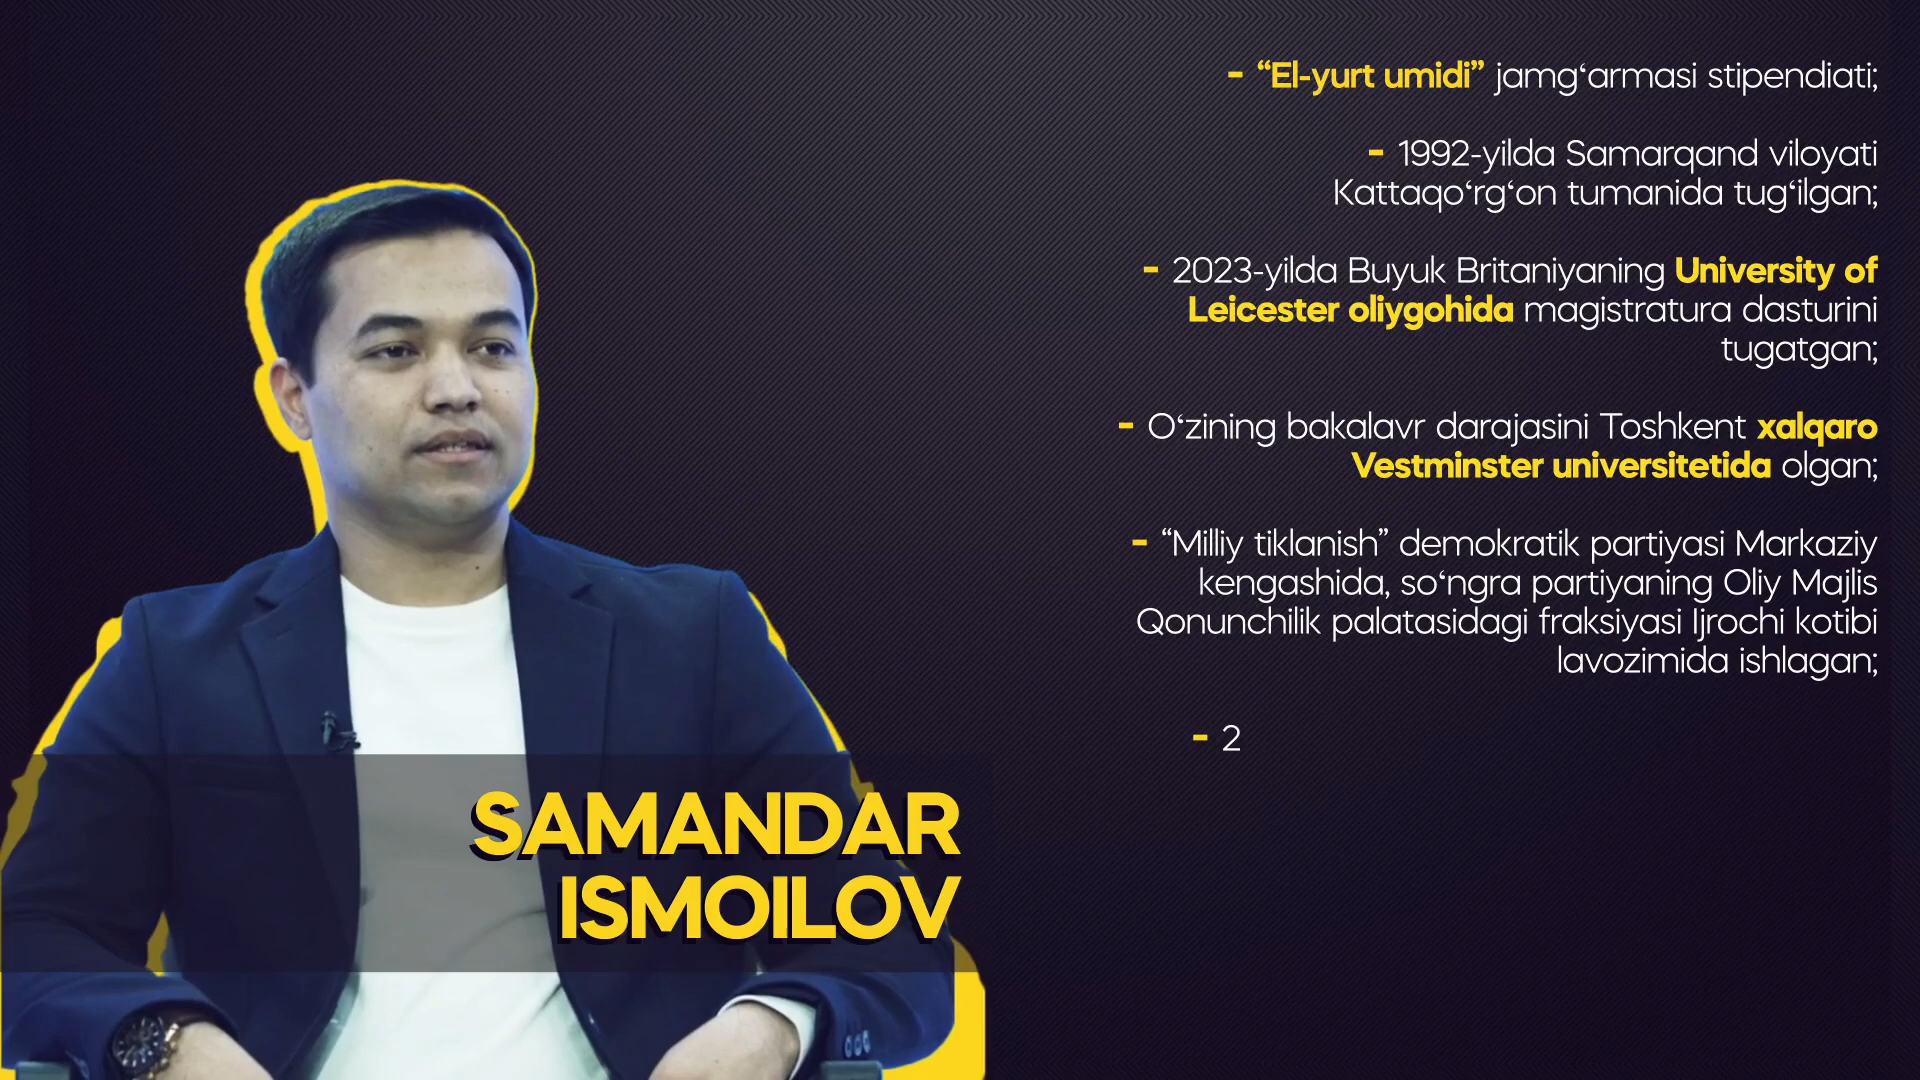 - “El-yurt umidi” jamg‘armasi stipendiati;
- 1992-yilda Samarqand viloyati
Kattaqo‘rg‘on tumanida tug‘ilgan;
- 2023-yilda Buyuk Britaniyaning University of
Leicester oliygohida magistratura dasturini
tugatgan;
- O‘zining bakalavr darajasini Toshkent xalqaro
Vestminster universitetida olgan;
- “Milliy tiklanish” demokratik partiyasi Markaziy
kengashida, so‘ngra partiyaning Oliy Majlis
Qonunchilik palatasidagi fraksiyasi Ijrochi kotibi
lavozimida ishlagan;
- 2
SAMANDAR
ISMOILOV